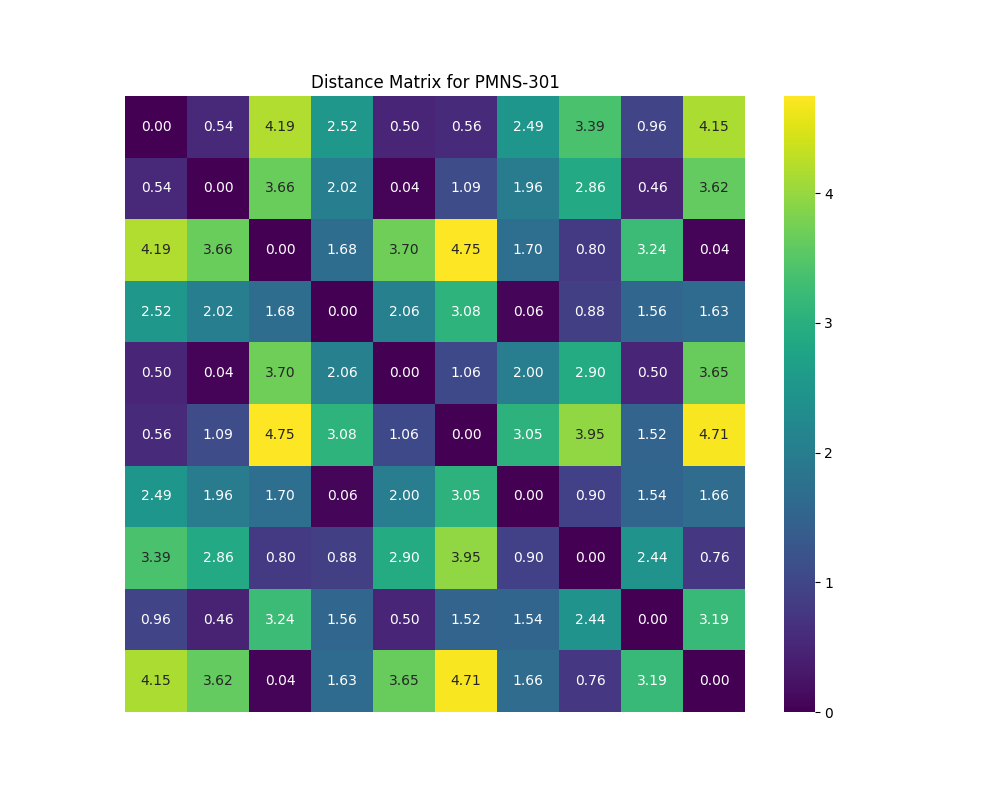 Distance Matrix for PMNS-301
0.00 0.54 4.19 2.52 0.50 0.56 2.49 3.39 0.96 4.15
0.54 0.00 3.66 2.02 0.04 1.09 1.96 2.86 0.46 3.62
4.19 3.66 0.00 1.68 3.70 4.75 1.70 0.80 3.24 0.04
2.52 2.02 1.68 0.00 2.06 3.08 0.06 0.88 1.56 1.63
0.50 0.04 3.70 2.06 0.00 1.06 2.00 2.90 0.50 3.65
0.56 1.09 4.75 3.08 1.06 0.00 3.05 3.95 1.52 4.71
2.49 1.96 1.70 0.06 2.00 3.05 0.00 0.90 1.54 1.66
3.39 2.86 0.80 0.88 2.90 3.95 0.90 0.00 2.44 0.76
0.96 0.46 3.24 1.56 0.50 1.52 1.54 2.44 0.00 3.19
4.15 3.62 0.04 1.63 3.65 4.71 1.66 0.76 3.19 0.00
4
3
2
1
0